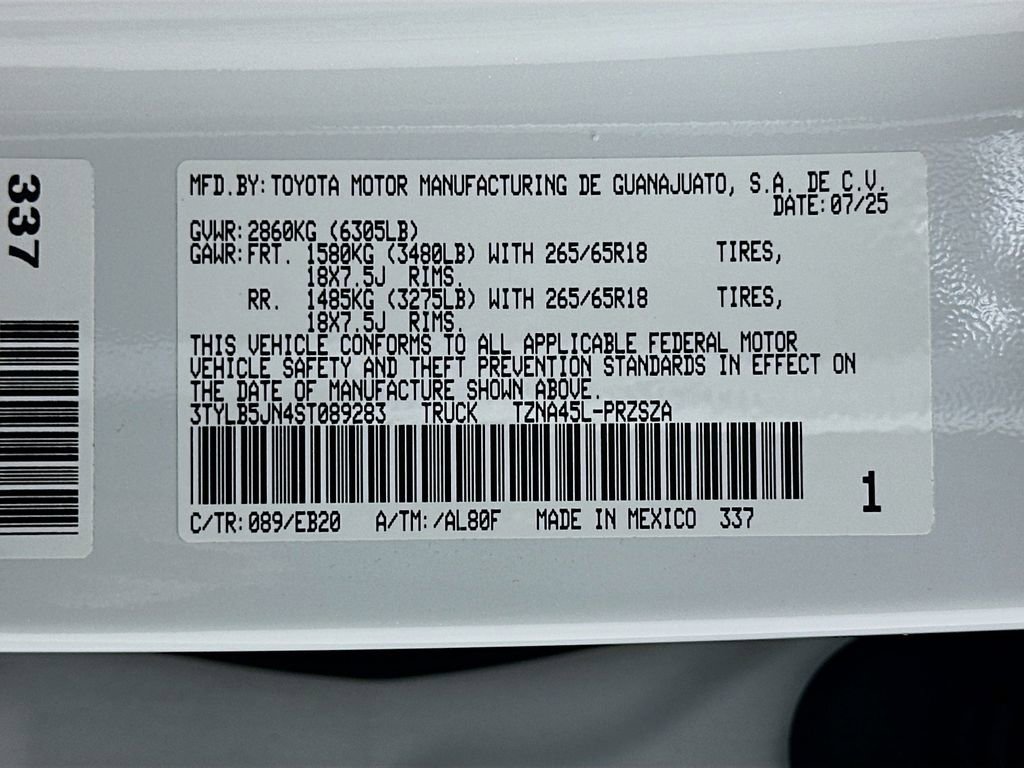 337
MFD.BY: TOYOTA MOTOR MANUFACTURING DE GUANAJUATO, S.A. DE C.V.
DATE: 07/25
GVWR: 2860KG (6305LB)
GAWR: FRT. 1580KG (3480LB) WITH 265/65R18 TIRES,
18X7.5J RIMS.
RR. 1485KG (3275LB) WITH 265/65R18 TIRES,
18X7.5J RIMS.
THIS VEHICLE CONFORMS TO ALL APPLICABLE FEDERAL MOTOR
VEHICLE SAFETY AND THEFT PREVENTION STANDARDS IN EFFECT ON
THE DATE OF MANUFACTURE SHOWN ABOVE.
3TYLB5JN4ST089283 TRUCK TZNA45L-PRZSZA
1
C/TR: 089/EB20 A/TM: /AL80F MADE IN MEXICO 337